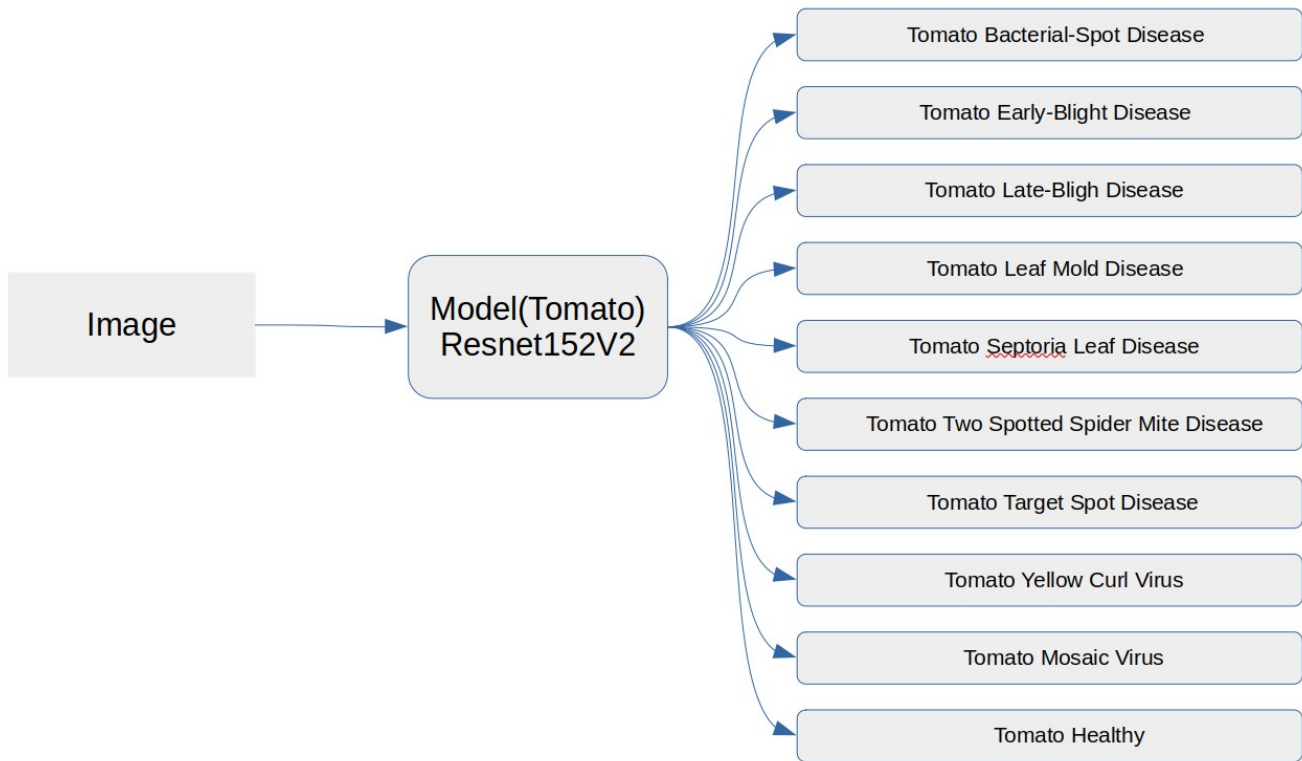 Image
Model(Tomato)
Resnet152V2
Tomato Bacterial-Spot Disease
Tomato Early-Blight Disease
Tomato Late-Bligh Disease
Tomato Leaf Mold Disease
Tomato Septoria Leaf Disease
Tomato Two Spotted Spider Mite Disease
Tomato Target Spot Disease
Tomato Yellow Curl Virus
Tomato Mosaic Virus
Tomato Healthy